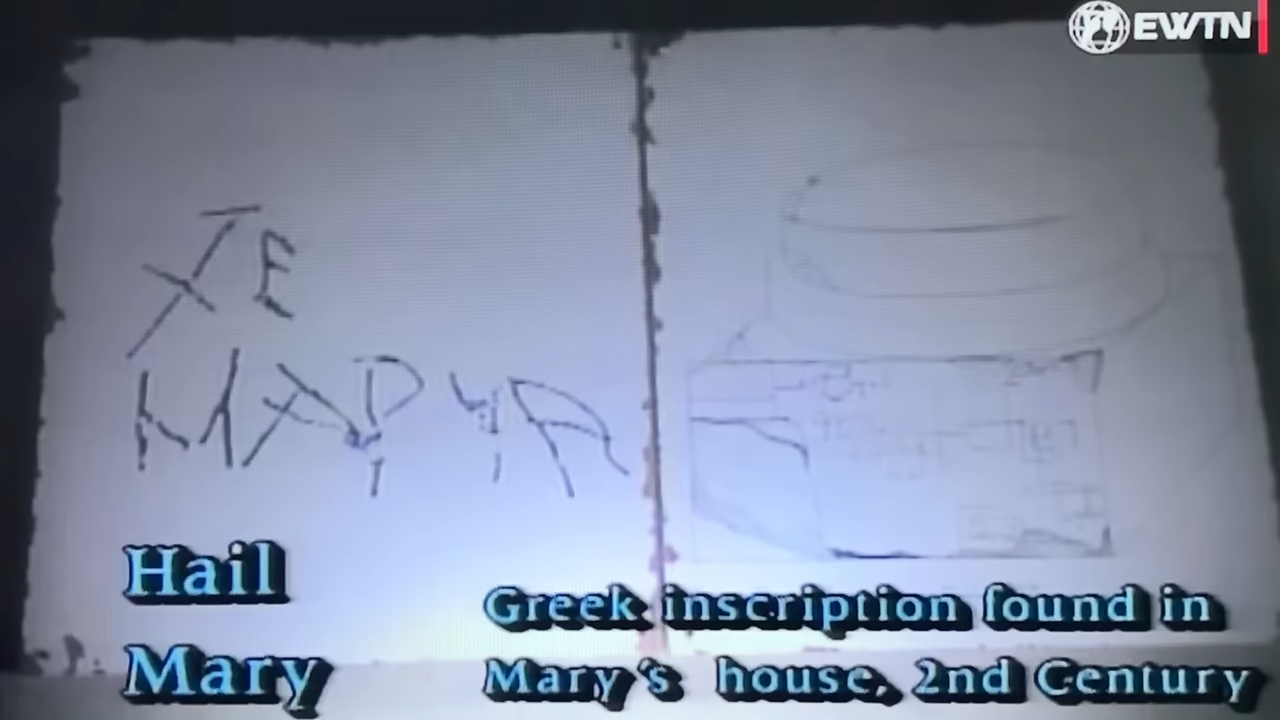 EWTN
ΧΕ
ΜΑΡΙΑ
Hail
Mary
Greek inscription found in
Mary's house, 2nd Century